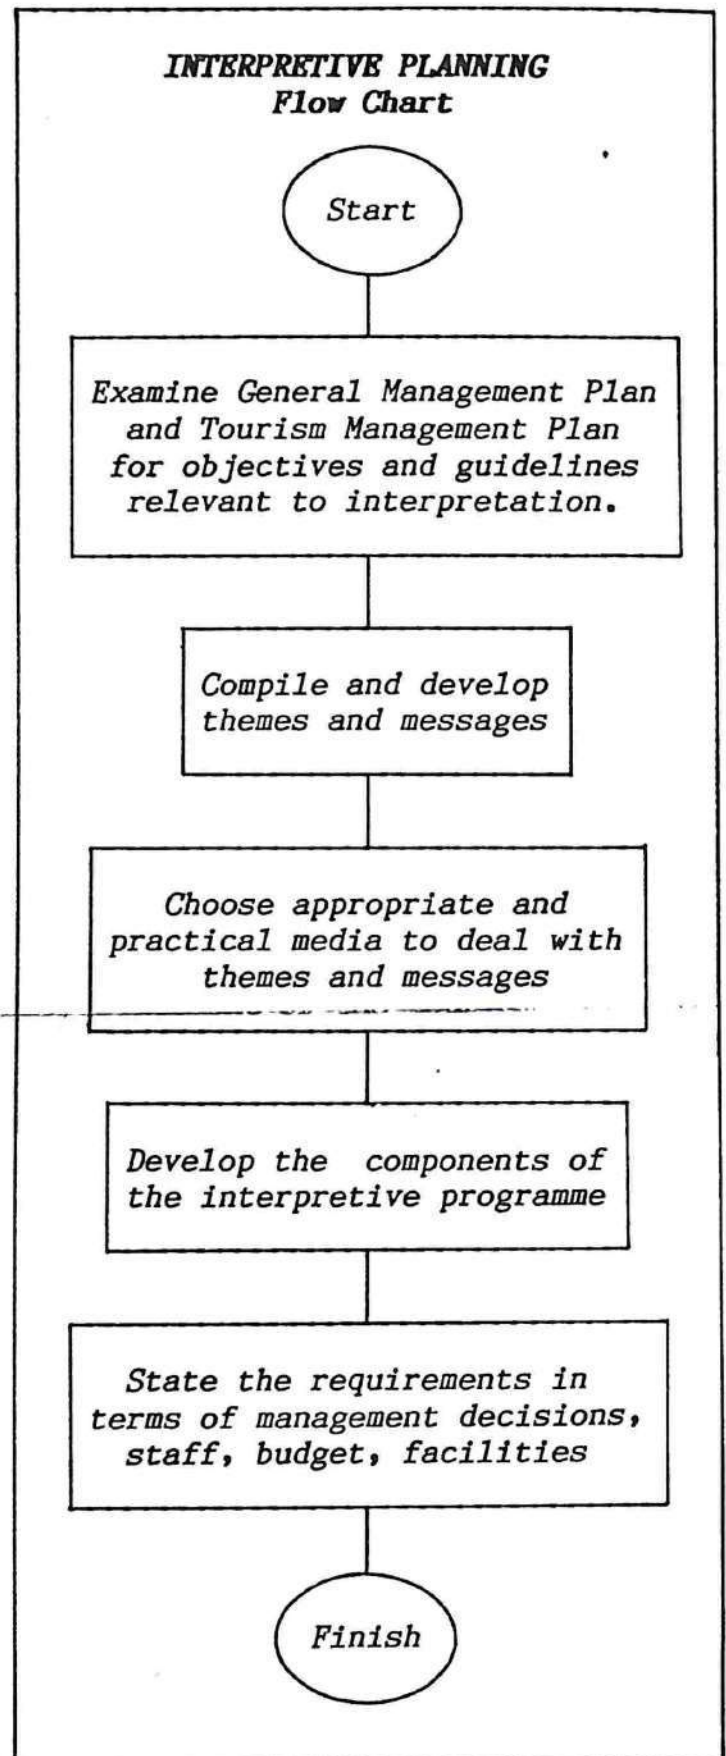 INTERPRETIVE PLANNING
Flow Chart
Start
Examine General Management Plan
and Tourism Management Plan
for objectives and guidelines
relevant to interpretation.
Compile and develop
themes and messages
Choose appropriate and
practical media to deal with
themes and messages
Develop the components of
the interpretive programme
State the requirements in
terms of management decisions,
staff, budget, facilities
Finish